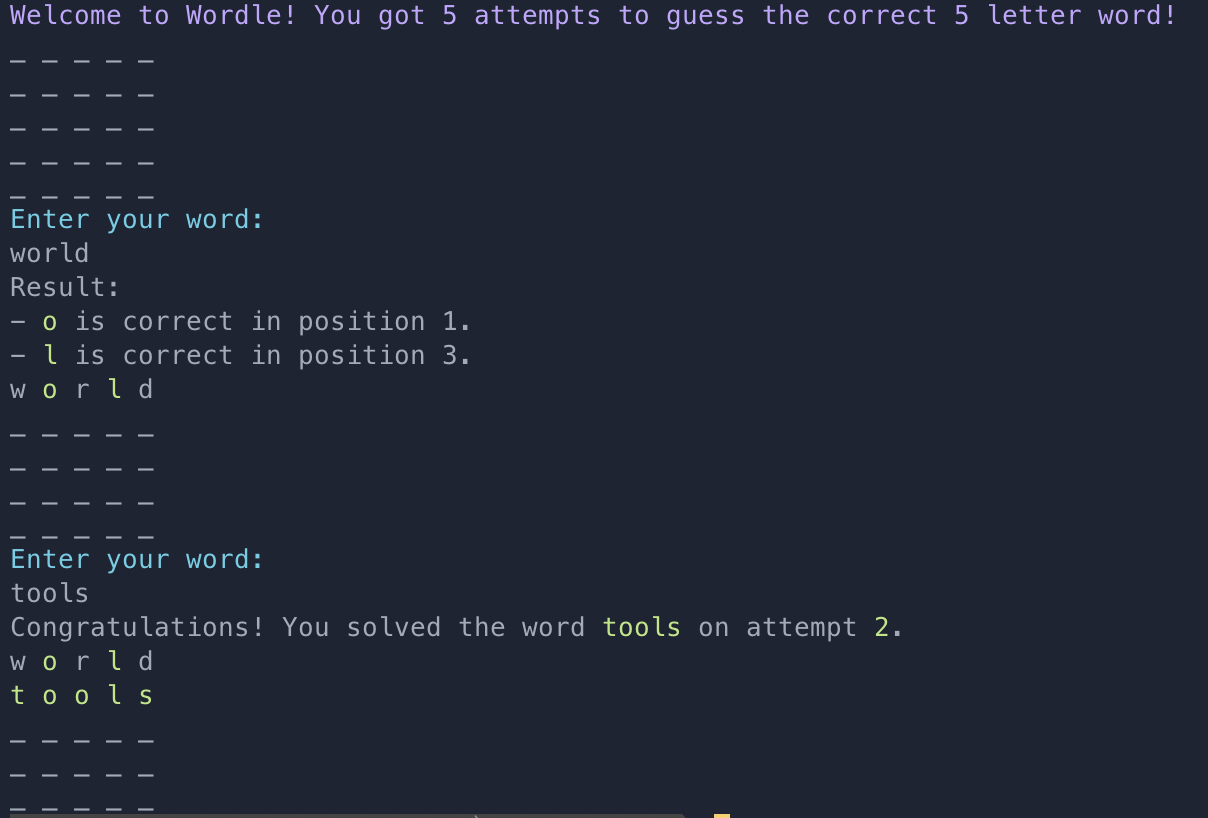 Welcome to Wordle! You got 5 attempts to guess the correct 5 letter word!
_ _ _ _ _
_ _ _ _ _
_ _ _ _ _
_ _ _ _ _
_ _ _ _ _
Enter your word:
world
Result:
- o is correct in position 1.
- l is correct in position 3.
w o r l d
_ _ _ _ _
_ _ _ _ _
_ _ _ _ _
_ _ _ _ _
Enter your word:
tools
Congratulations! You solved the word tools on attempt 2.
w o r l d
t o o l s
_ _ _ _ _
_ _ _ _ _
_ _ _ _ _